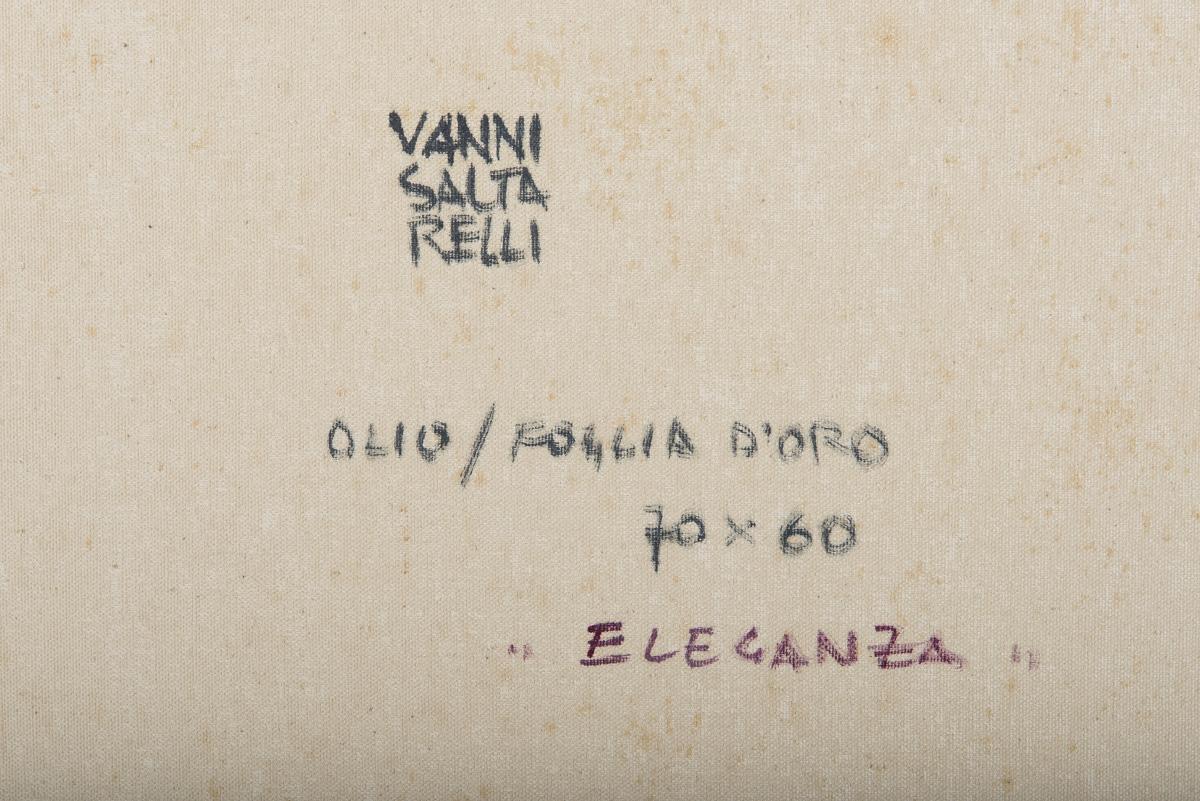 VANNI
SALTA
RELLI
OLIO/FOGLIA D'ORO
70 × 60
"ELEGANZA"